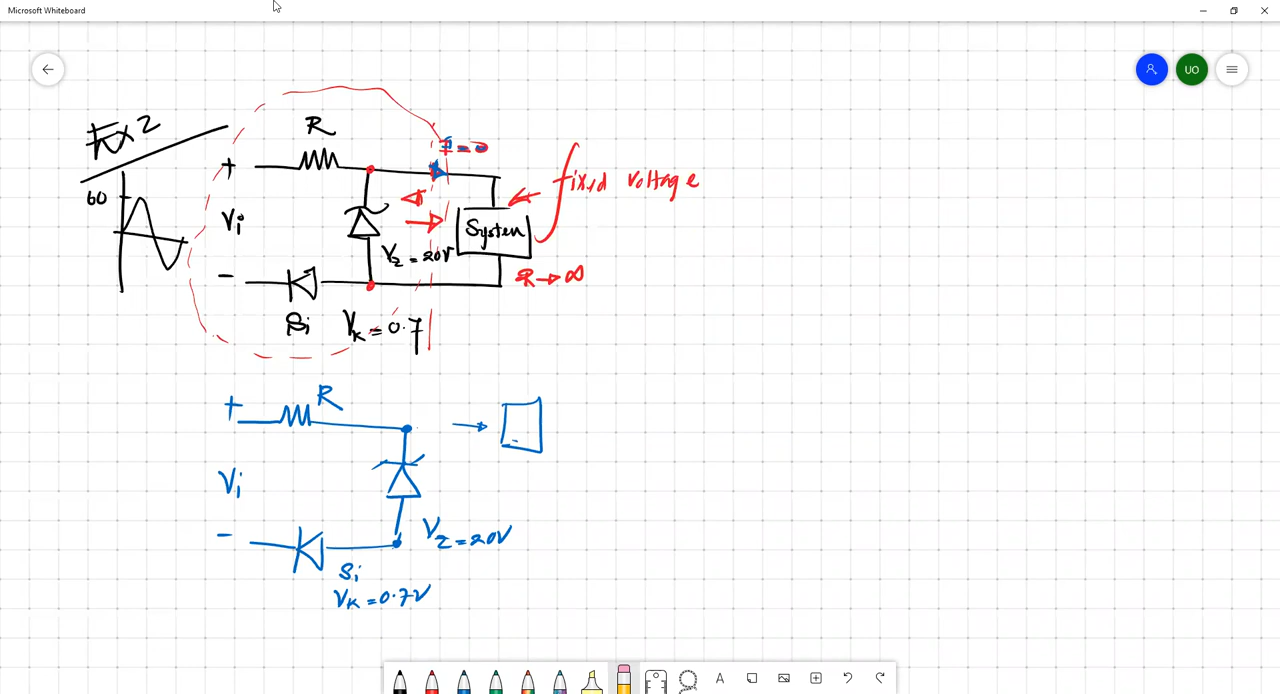 Microsoft Whiteboard
UO
Ex 2
R
I = 0
+
fixed voltage
60
Vi
System
Vz = 20V
-
R → ∞
Si
VK = 0.7
R
+
Vi
-
Vz = 20V
Si
VK = 0.7V
A